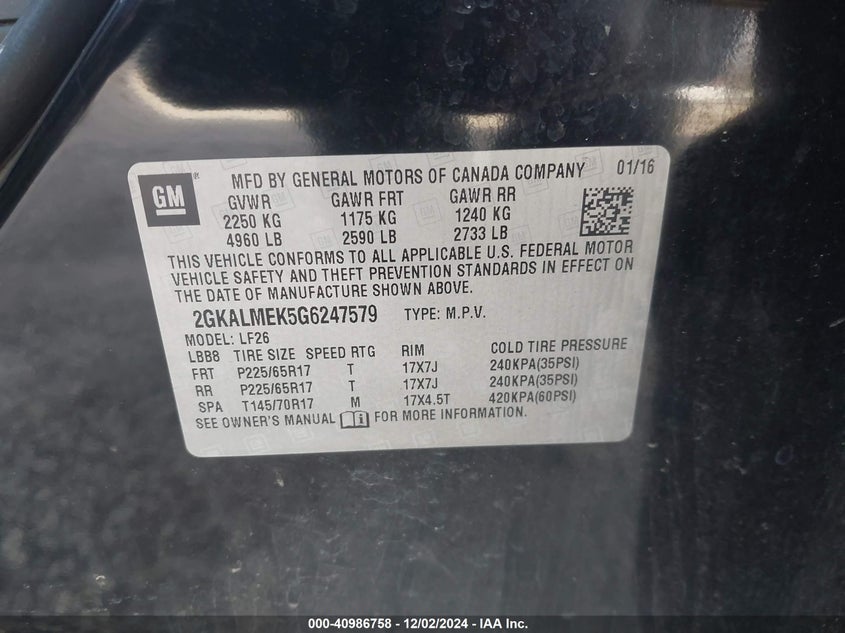 GM ® MFD BY GENERAL MOTORS OF CANADA COMPANY 01/16
GVWR GAWR FRT GAWR RR
2250 KG 1175 KG 1240 KG
4960 LB 2590 LB 2733 LB
THIS VEHICLE CONFORMS TO ALL APPLICABLE U.S. FEDERAL MOTOR
VEHICLE SAFETY AND THEFT PREVENTION STANDARDS IN EFFECT ON
THE DATE OF MANUFACTURE SHOWN ABOVE.
2GKALMEK5G6247579 TYPE: M.P.V.
MODEL: LF26
LBB8 TIRE SIZE SPEED RTG RIM COLD TIRE PRESSURE
FRT P225/65R17 T 17X7J 240KPA(35PSI)
RR P225/65R17 T 17X7J 240KPA(35PSI)
SPA T145/70R17 M 17X4.5T 420KPA(60PSI)
SEE OWNER'S MANUAL FOR MORE INFORMATION.
000-40986758 - 12/02/2024 - IAA Inc.